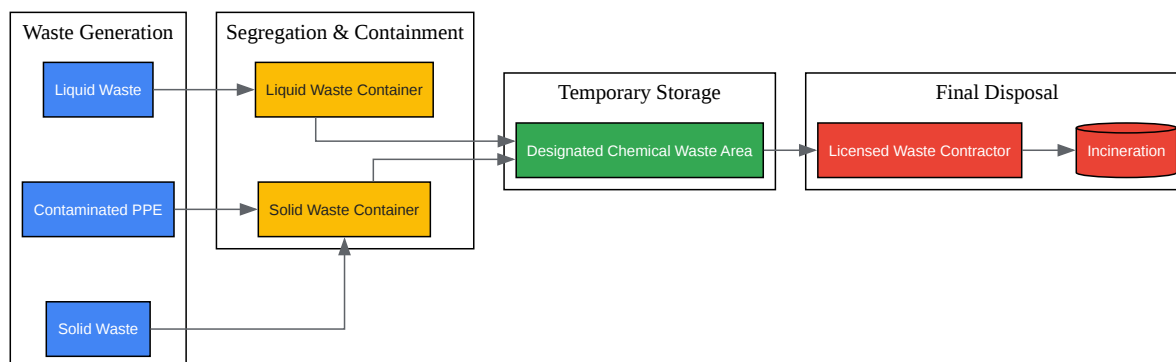 Waste Generation
Liquid Waste
Contaminated PPE
Solid Waste
Segregation & Containment
Liquid Waste Container
Solid Waste Container
Temporary Storage
Designated Chemical Waste Area
Final Disposal
Licensed Waste Contractor
Incineration